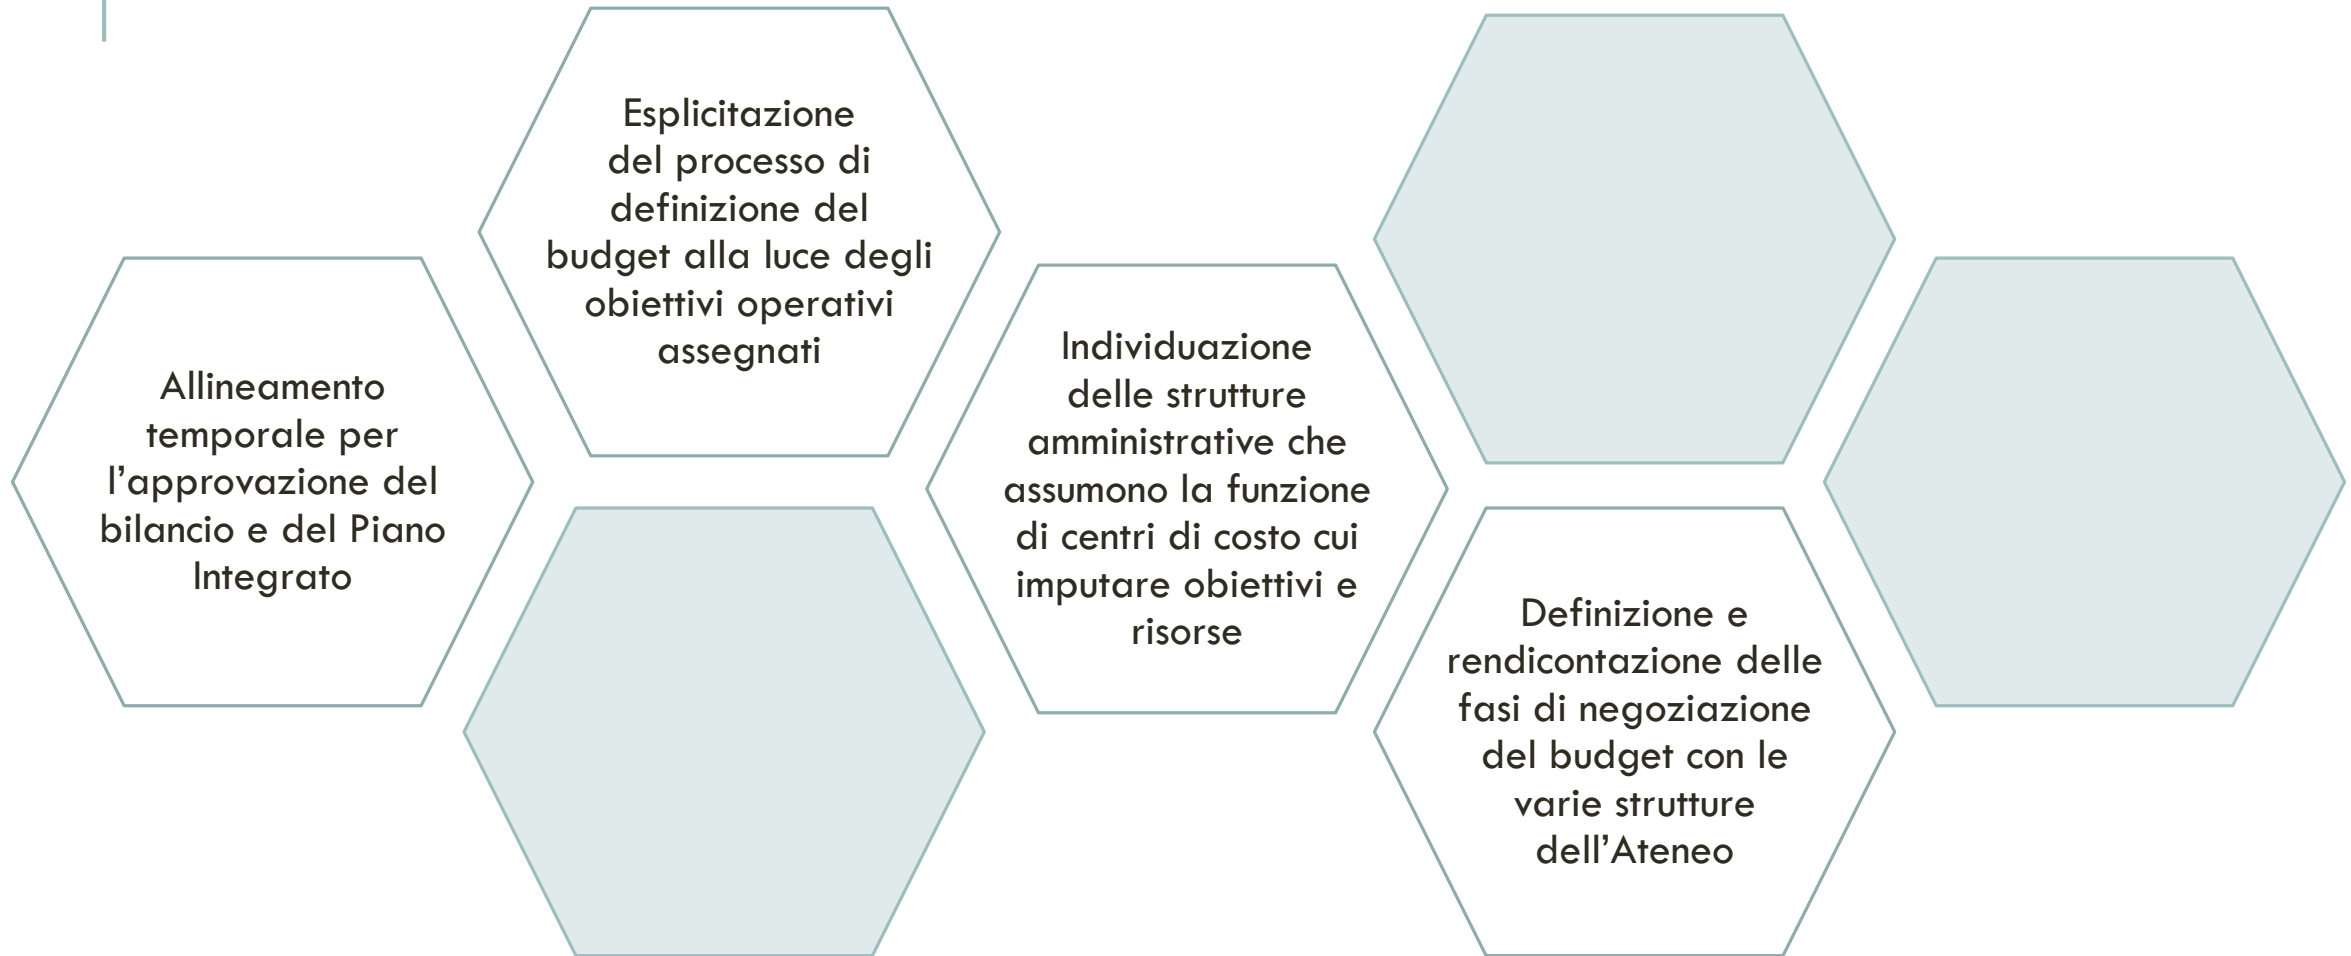 Allineamento
temporale per
l’approvazione del
bilancio e del Piano
Integrato
Esplicitazione
del processo di
definizione del
budget alla luce degli
obiettivi operativi
assegnati
Individuazione
delle strutture
amministrative che
assumono la funzione
di centri di costo cui
imputare obiettivi e
risorse
Definizione e
rendicontazione delle
fasi di negoziazione
del budget con le
varie strutture
dell’Ateneo